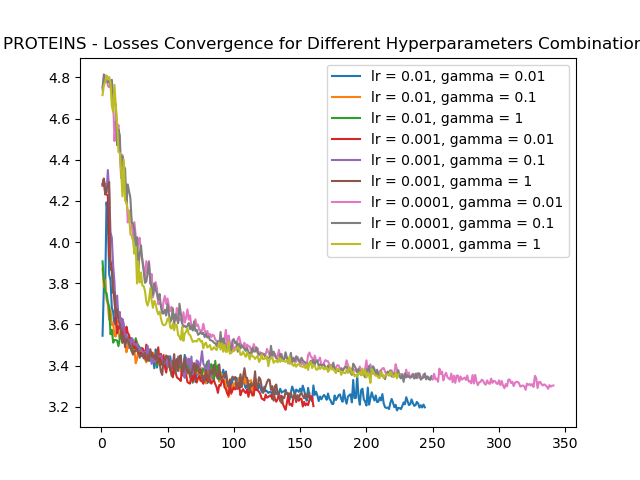 PROTEINS - Losses Convergence for Different Hyperparameters Combination
4.8
4.6
4.4
4.2
4.0
3.8
3.6
3.4
3.2
0
50
100
150
200
250
300
350
lr = 0.01, gamma = 0.01
lr = 0.01, gamma = 0.1
lr = 0.01, gamma = 1
lr = 0.001, gamma = 0.01
lr = 0.001, gamma = 0.1
lr = 0.001, gamma = 1
lr = 0.0001, gamma = 0.01
lr = 0.0001, gamma = 0.1
lr = 0.0001, gamma = 1